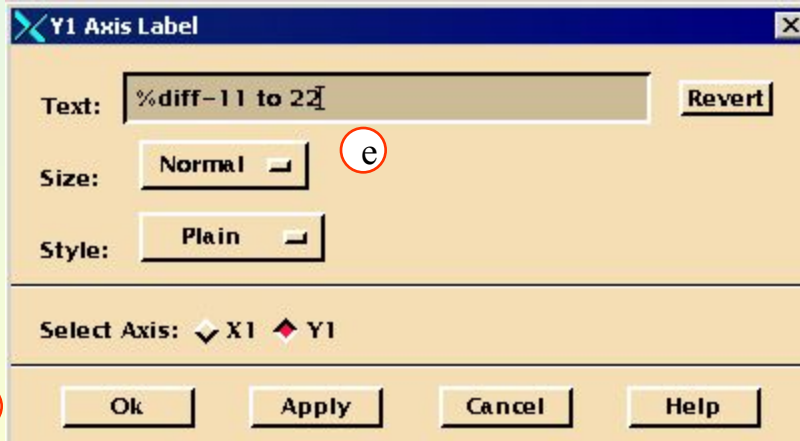 Y1 Axis Label
Text: %diff-11 to 22 Revert
e
Size: Normal
Style: Plain
Select Axis: X1 Y1
Ok Apply Cancel Help